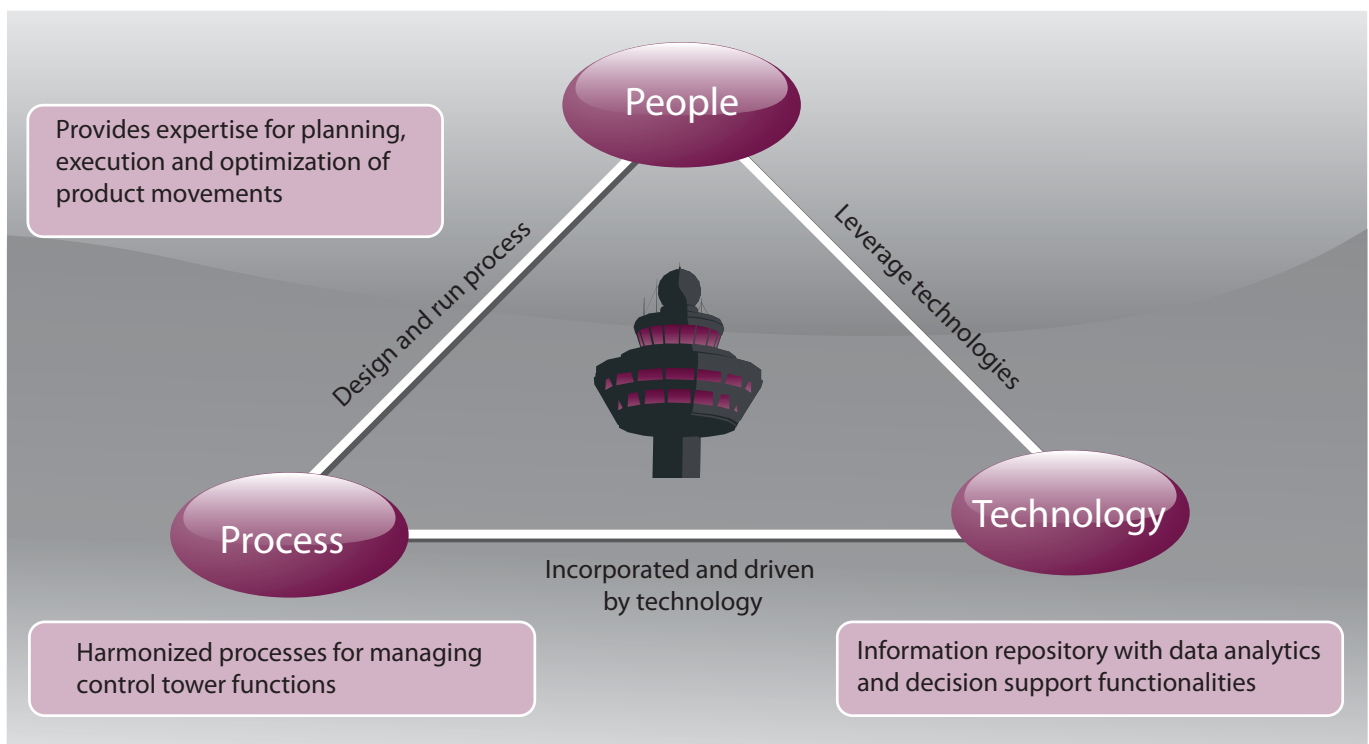 People
Provides expertise for planning,
execution and optimization of
product movements
Design and run process
Leverage technologies
Process
Technology
Incorporated and driven
by technology
Harmonized processes for managing
control tower functions
Information repository with data analytics
and decision support functionalities